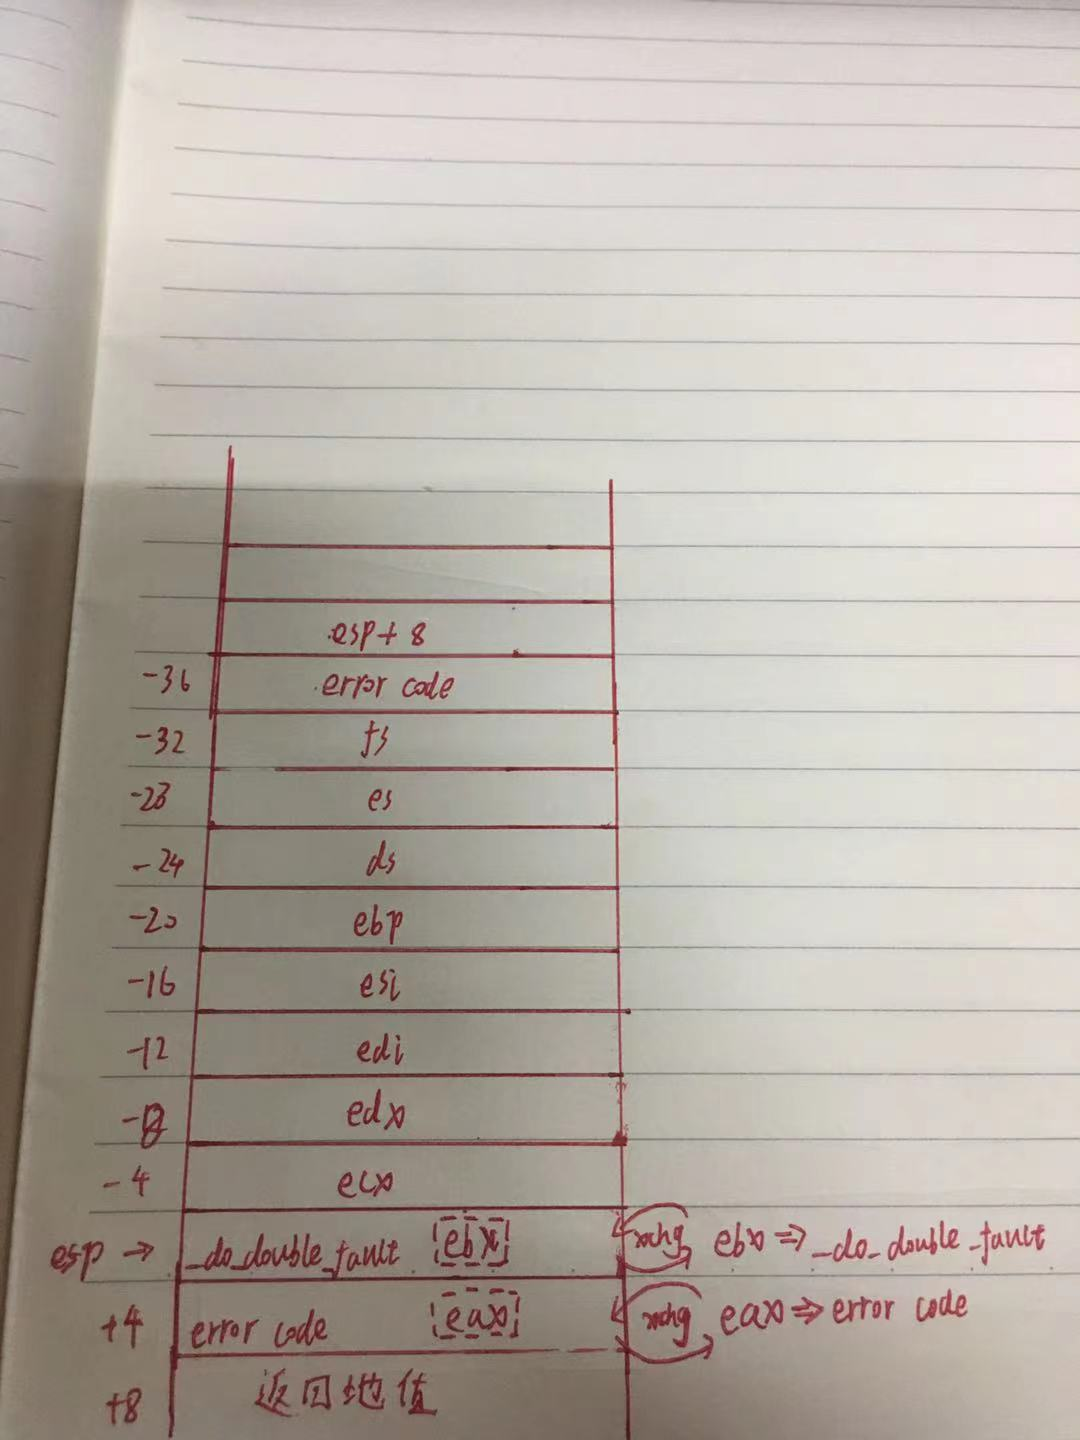 esp + 8
-36 error code
-32 fs
-28 es
-24 ds
-20 ebp
-16 esi
-12 edi
-8 edx
-4 ecx
esp → _do_double_fault ebx xchg ebx ⇒ _do_double_fault
+4 error code eax xchg eax ⇒ error code
+8 返回地值